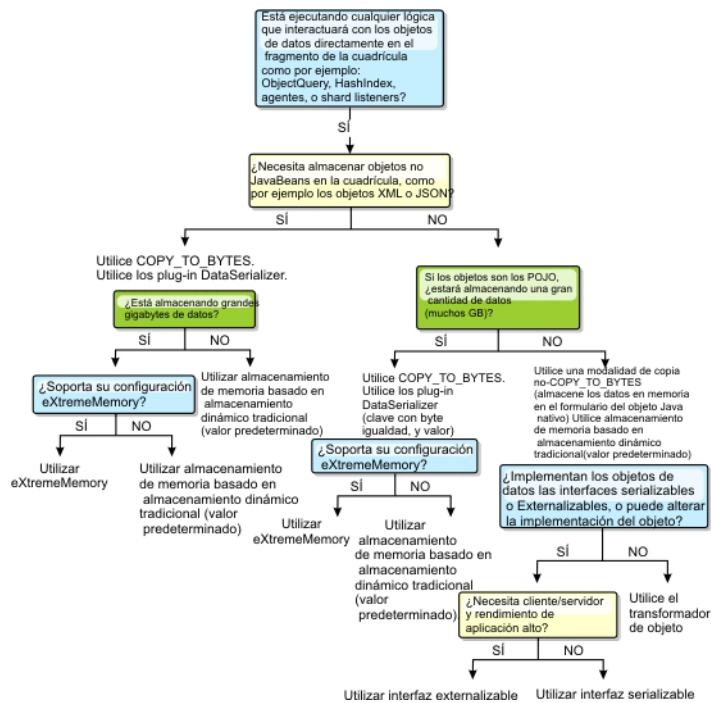 Está ejecutando cualquier lógica
que interactuará con los objetos
de datos directamente en el
fragmento de la cuadrícula
como por ejemplo:
ObjectQuery, HashIndex,
agentes, o shard listeners?
SÍ
¿Necesita almacenar objetos no
JavaBeans en la cuadrícula, como
por ejemplo los objetos XML o JSON?
SÍ
NO
Utilice COPY_TO_BYTES.
Utilice los plug-in DataSerializer.
¿Está almacenando grandes
gigabytes de datos?
SÍ
NO
¿Soporta su configuración
eXtremeMemory?
Utilizar almacenamiento
de memoria basado en
almacenamiento
dinámico tradicional
(valor predeterminado)
SÍ
NO
Utilizar
eXtremeMemory
Utilizar almacenamiento
de memoria basado en
almacenamiento dinámico
tradicional (valor
predeterminado)
Si los objetos son los POJO,
¿estará almacenando una gran
cantidad de datos
(muchos GB)?
SÍ
NO
Utilice COPY_TO_BYTES.
Utilice los plug-in
DataSerializer
(clave con byte
igualdad, y valor)
¿Soporta su configuración
eXtremeMemory?
SÍ
NO
Utilizar
eXtremeMemory
Utilizar
almacenamiento
de memoria basado en
almacenamiento
dinámico tradicional
(valor
predeterminado)
Utilice una modalidad de copia
no-COPY_TO_BYTES
(almacene los datos en memoria
en el formulario del objeto Java
nativo) Utilice almacenamiento
de memoria basado en
almacenamiento dinámico
tradicional(valor predeterminado)
¿Implementan los objetos de
datos las interfaces serializables
o Externalizables, o puede alterar
la implementación del objeto?
SÍ
NO
¿Necesita cliente/servidor
y rendimiento de
aplicación alto?
Utilice el
transformador
de objeto
SÍ
NO
Utilizar interfaz externalizable
Utilizar interfaz serializable